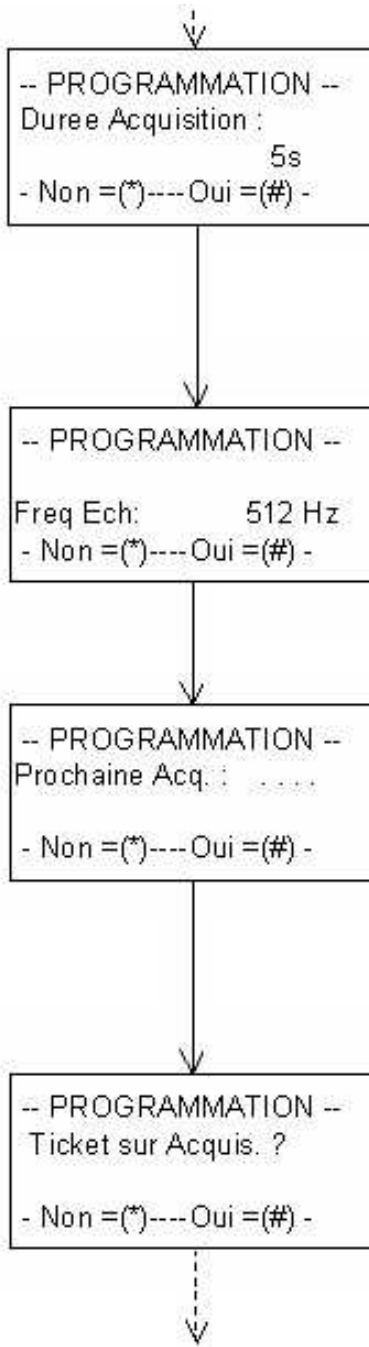 -- PROGRAMMATION --
Duree Acquisition :
5s
- Non =(*)----Oui =(#) -
-- PROGRAMMATION --
Freq Ech: 512 Hz
- Non =(*)----Oui =(#) -
-- PROGRAMMATION --
Prochaine Acq. : . . . .
- Non =(*)----Oui =(#) -
-- PROGRAMMATION --
Ticket sur Acquis. ?
- Non =(*)----Oui =(#) -